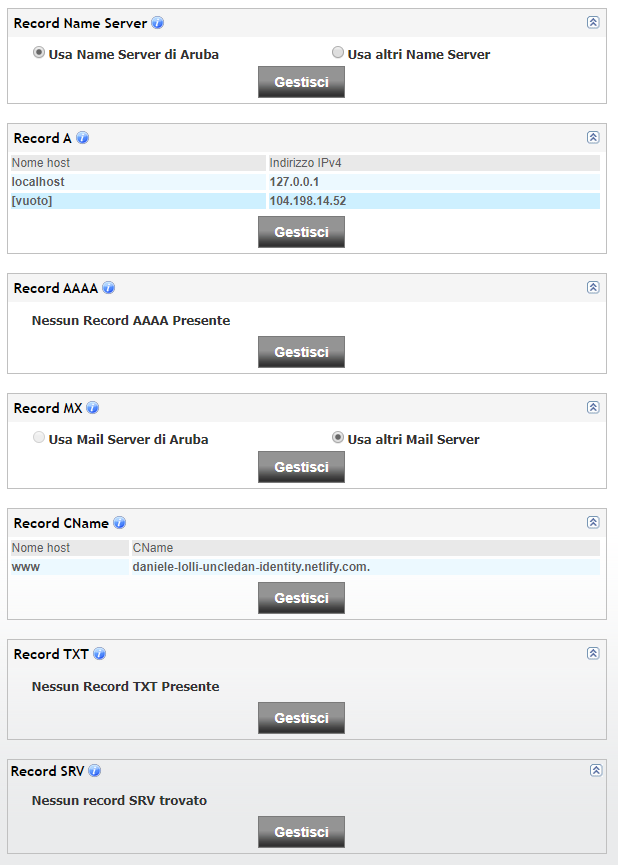 Record Name Server
Usa Name Server di Aruba Usa altri Name Server
Gestisci
Record A
Nome host Indirizzo IPv4
localhost 127.0.0.1
[vuoto] 104.198.14.52
Gestisci
Record AAAA
Nessun Record AAAA Presente
Gestisci
Record MX
Usa Mail Server di Aruba Usa altri Mail Server
Gestisci
Record CName
Nome host CName
www daniele-lolli-uncledan-identity.netlify.com.
Gestisci
Record TXT
Nessun Record TXT Presente
Gestisci
Record SRV
Nessun record SRV trovato
Gestisci